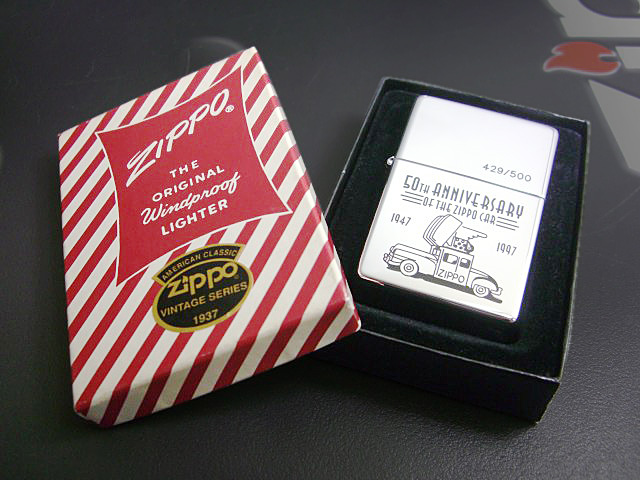 ZIPPO®
THE
ORIGINAL
Windproof
LIGHTER
AMERICAN CLASSIC
Zippo
VINTAGE SERIES
1937
429/500
50TH ANNIVERSARY
OF THE ZIPPO CAR
1947 1997
ZIPPO